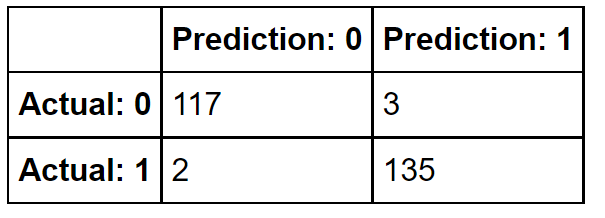 Prediction: 0 Prediction: 1
Actual: 0 117 3
Actual: 1 2 135